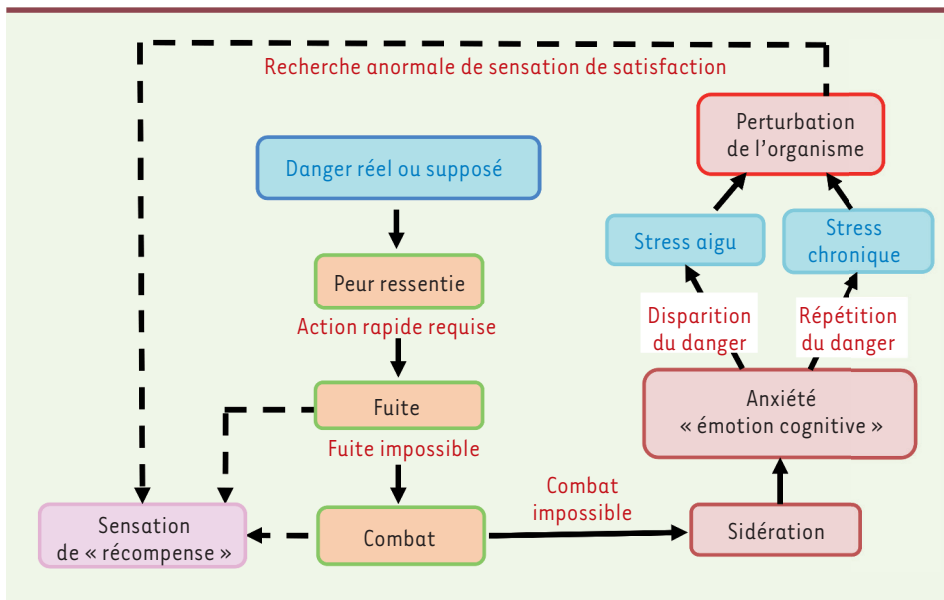 Recherche anormale de sensation de satisfaction
Perturbation
de l'organisme
Danger réel ou supposé
Stress aigu
Stress
chronique
Peur ressentie
Action rapide requise
Disparition
du danger
Répétition
du danger
Fuite
Anxiété
« émotion cognitive »
Fuite impossible
Combat
impossible
Sensation
de « récompense »
Combat
Sidération